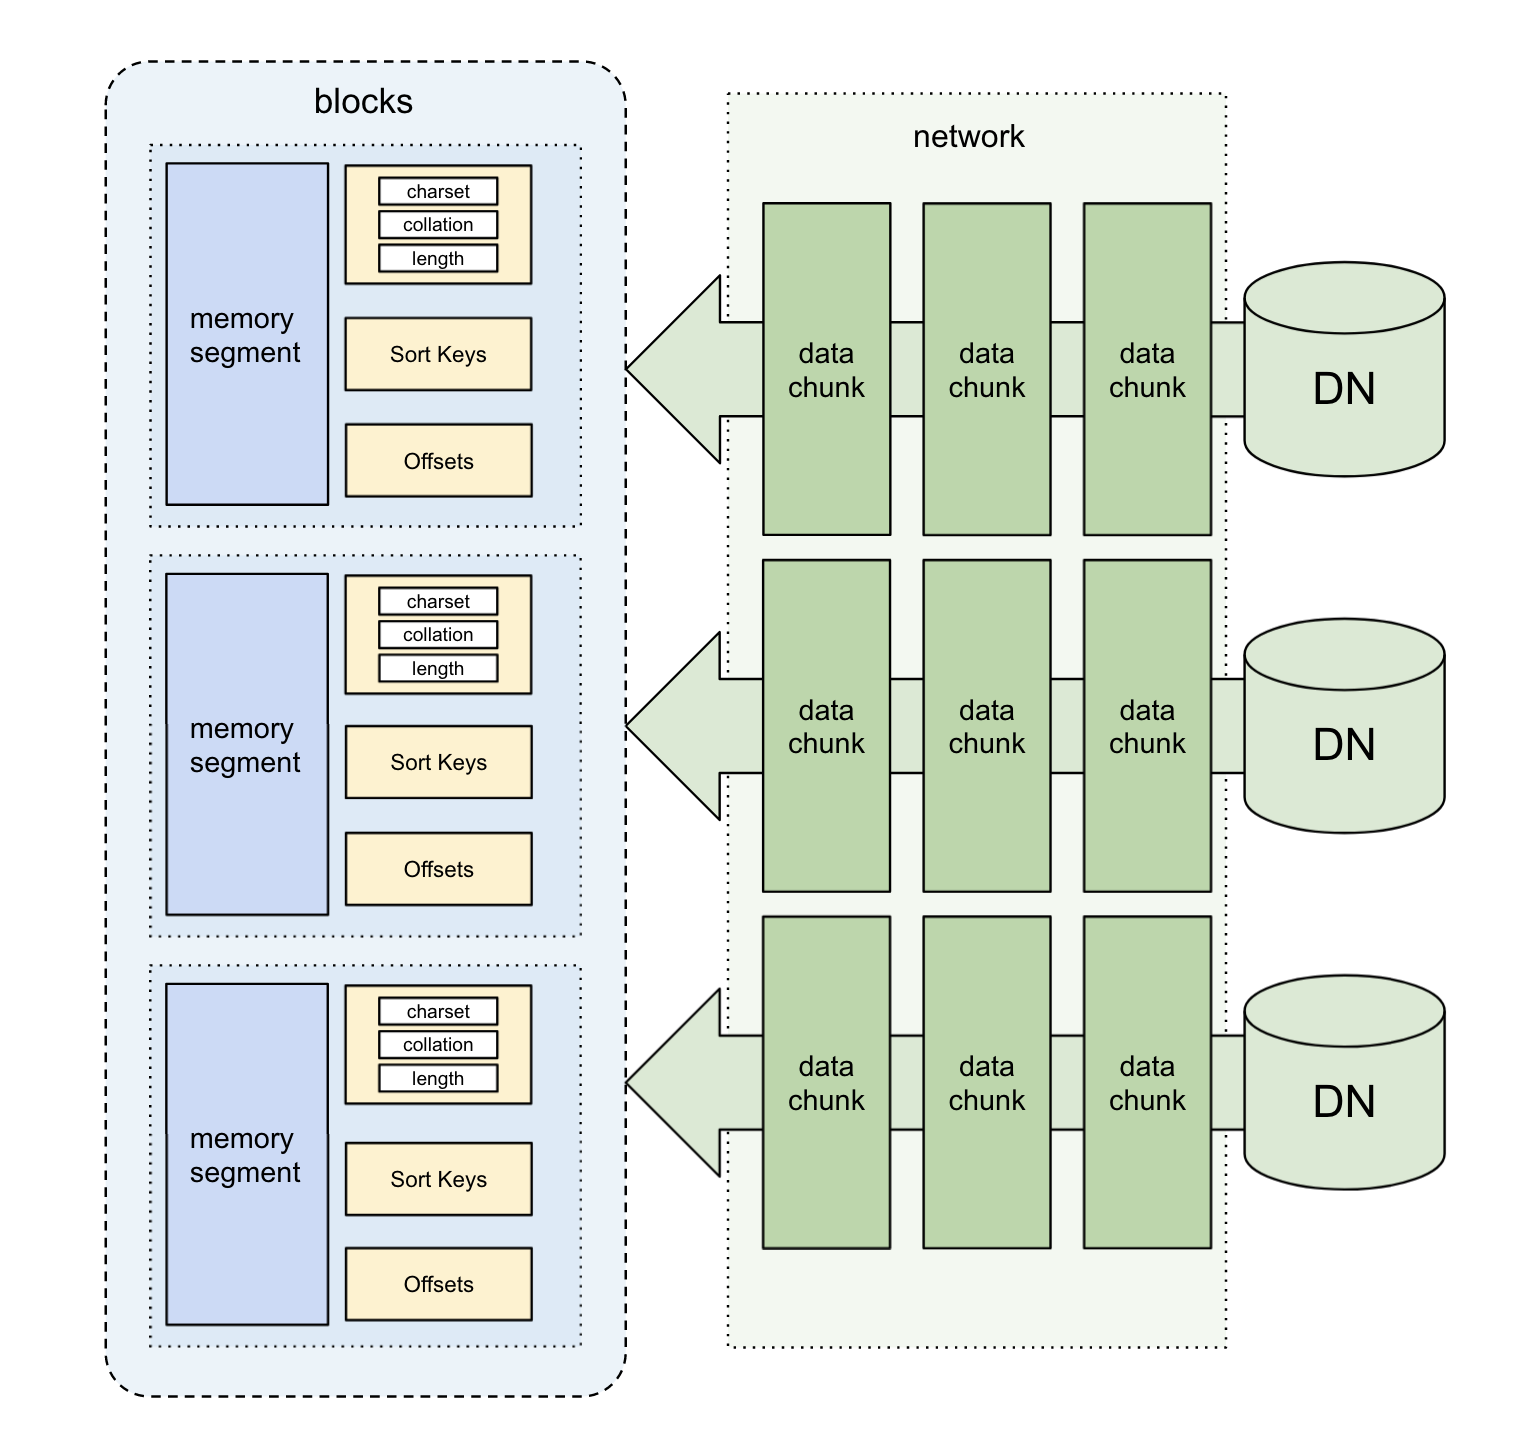 blocks
charset
collation
length
memory
segment
Sort Keys
Offsets
charset
collation
length
memory
segment
Sort Keys
Offsets
charset
collation
length
memory
segment
Sort Keys
Offsets
network
data
chunk
data
chunk
data
chunk
DN
data
chunk
data
chunk
data
chunk
DN
data
chunk
data
chunk
data
chunk
DN